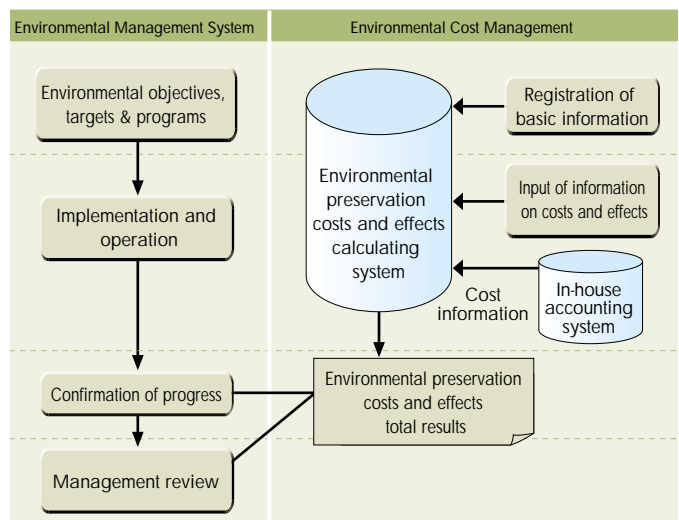 Environmental Management System
Environmental Cost Management
Environmental objectives,
targets & programs
Implementation and
operation
Confirmation of progress
Management review
Environmental
preservation
costs and effects
calculating
system
Registration of
basic information
Input of information
on costs and effects
Cost
information
In-house
accounting
system
Environmental preservation
costs and effects
total results